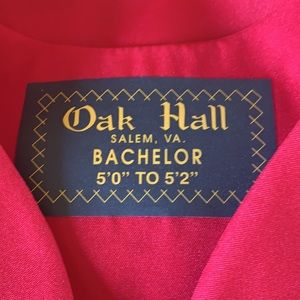 Oak Hall
SALEM, VA.
BACHELOR
5'0" TO 5'2"